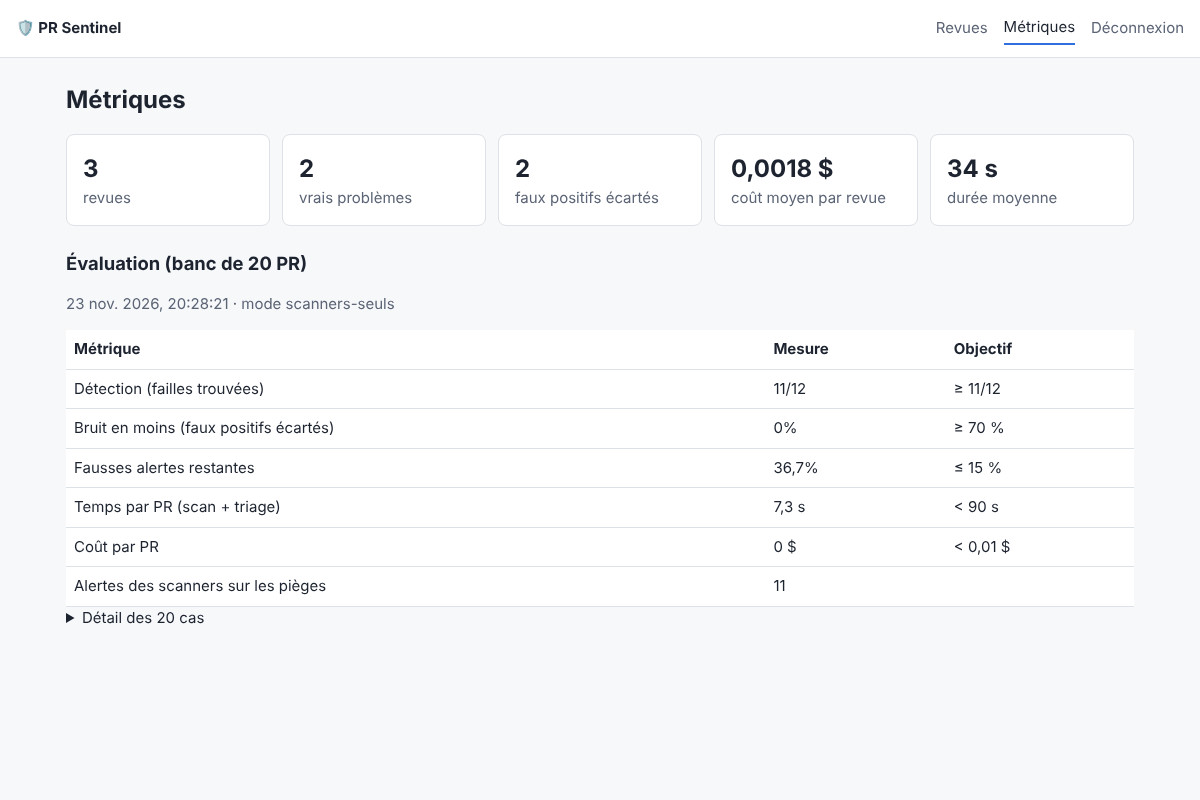 🛡️ PR Sentinel Revues Métriques Déconnexion
Métriques
3 2 2 0,0018 $ 34 s
revues vrais problèmes faux positifs écartés coût moyen par revue durée moyenne
Évaluation (banc de 20 PR)
23 nov. 2026, 20:28:21 · mode scanners-seuls
Métrique Mesure Objectif
Détection (failles trouvées) 11/12 ≥ 11/12
Bruit en moins (faux positifs écartés) 0% ≥ 70 %
Fausses alertes restantes 36,7% ≤ 15 %
Temps par PR (scan + triage) 7,3 s < 90 s
Coût par PR 0 $ < 0,01 $
Alertes des scanners sur les pièges 11
▶ Détail des 20 cas